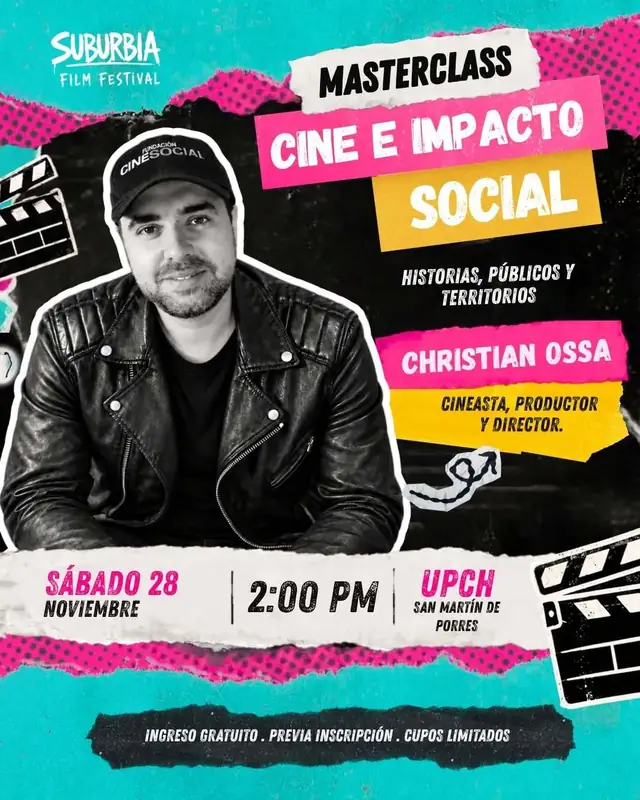 SUBURBIA
FILM FESTIVAL
MASTERCLASS
CINE E IMPACTO
SOCIAL
HISTORIAS, PÚBLICOS Y
TERRITORIOS
CHRISTIAN OSSA
CINEASTA, PRODUCTOR
Y DIRECTOR.
FUNDACIÓN
CINESOCIAL
SÁBADO 28
NOVIEMBRE
2:00 PM
UPCH
SAN MARTÍN DE
PORRES
INGRESO GRATUITO . PREVIA INSCRIPCIÓN . CUPOS LIMITADOS